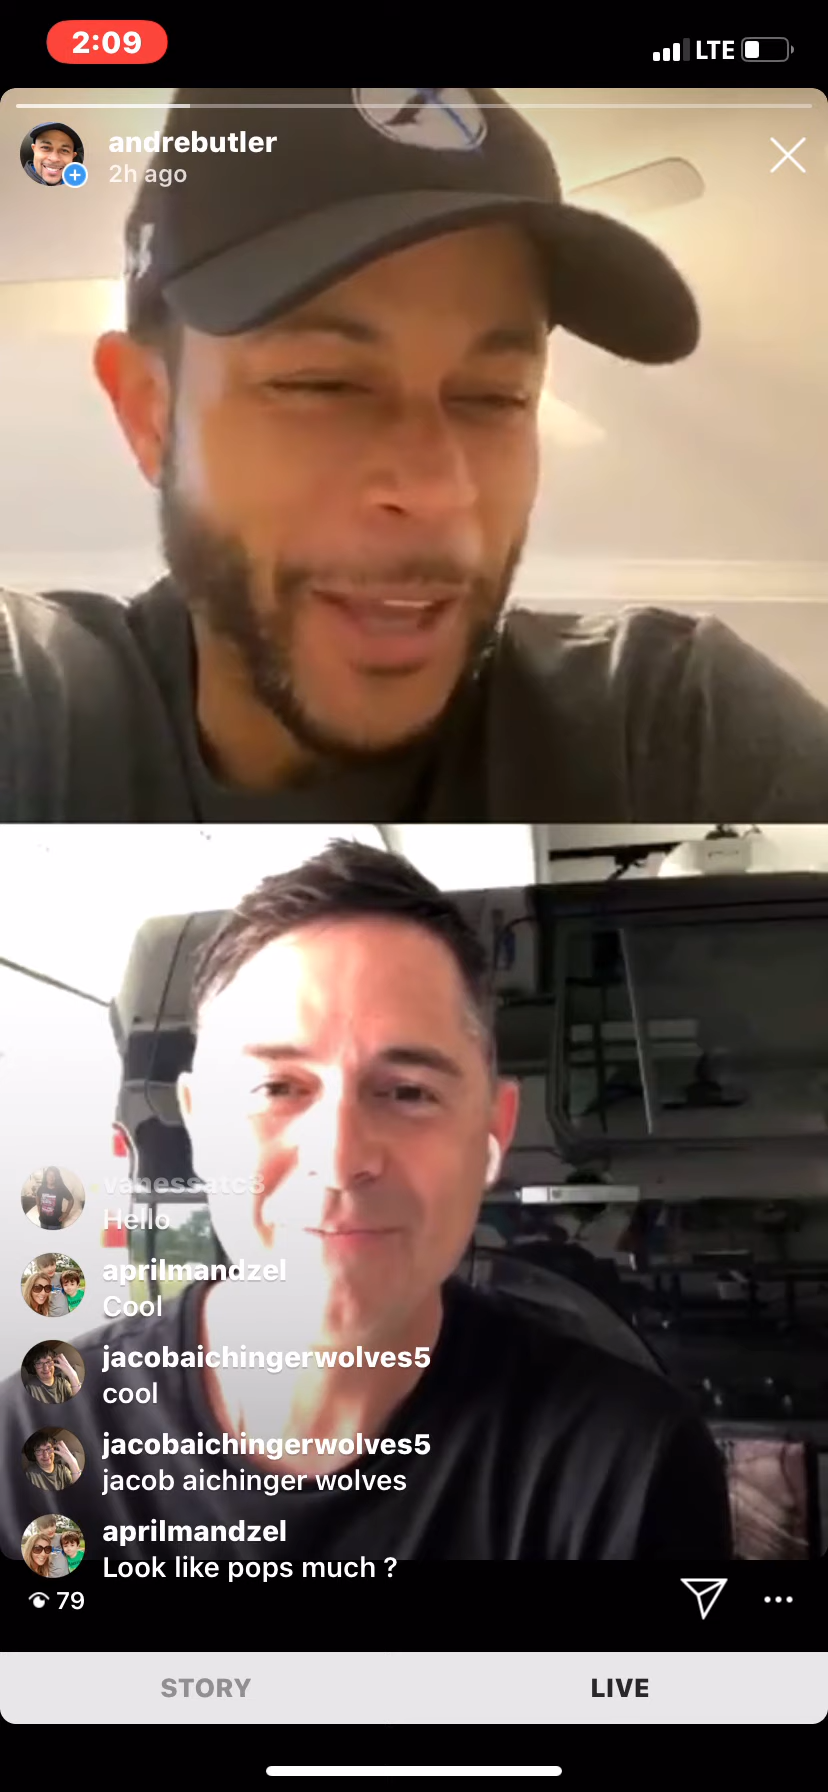 2:09
LTE
andrebutler
2h ago
vanessatc3
Hello
aprilmandzel
Cool
jacobaichingerwolves5
cool
jacobaichingerwolves5
jacob aichinger wolves
aprilmandzel
Look like pops much ?
79
STORY
LIVE